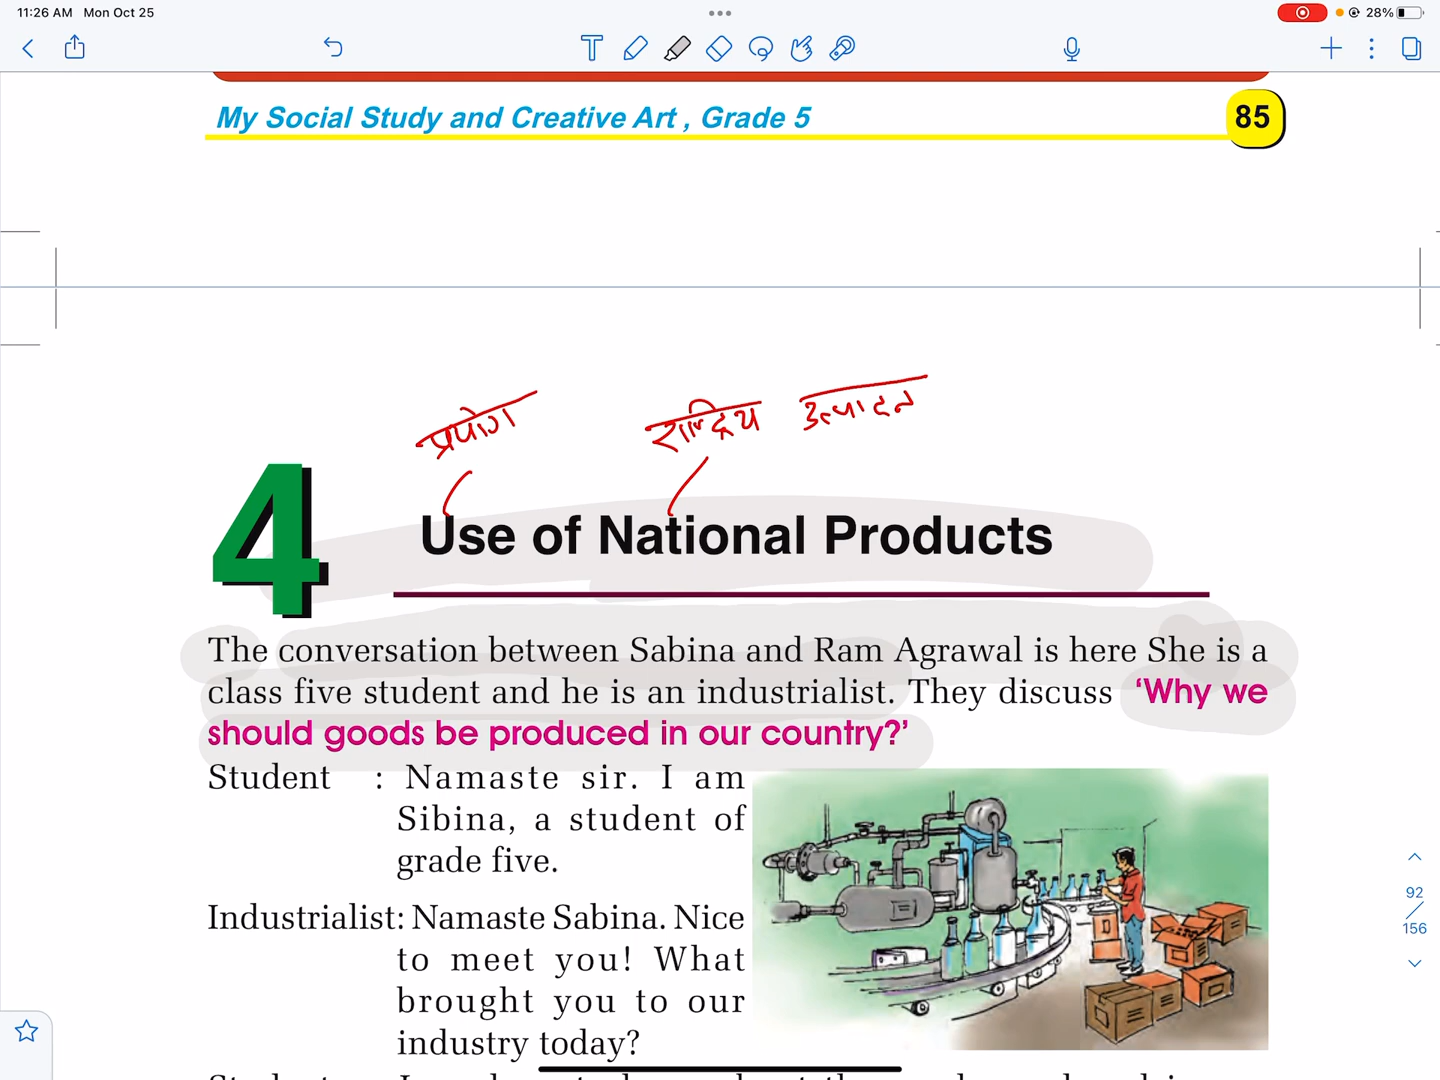 11:26 AM Mon Oct 25
28%
My Social Study and Creative Art , Grade 5
85
प्रयोग राष्ट्रिय उत्पादन
4
Use of National Products
The conversation between Sabina and Ram Agrawal is here She is a
class five student and he is an industrialist. They discuss ‘Why we
should goods be produced in our country?’
Student : Namaste sir. I am
Sibina, a student of
grade five.
Industrialist: Namaste Sabina. Nice
to meet you! What
brought you to our
industry today?
92
156